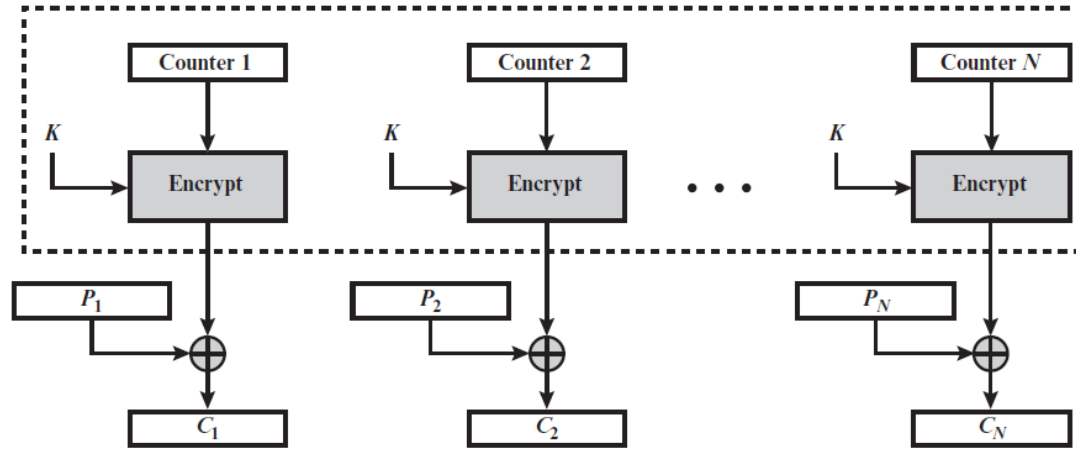 Counter 1 Counter 2 Counter N
K K K
Encrypt Encrypt • • • Encrypt
P1 P2 PN
C1 C2 CN